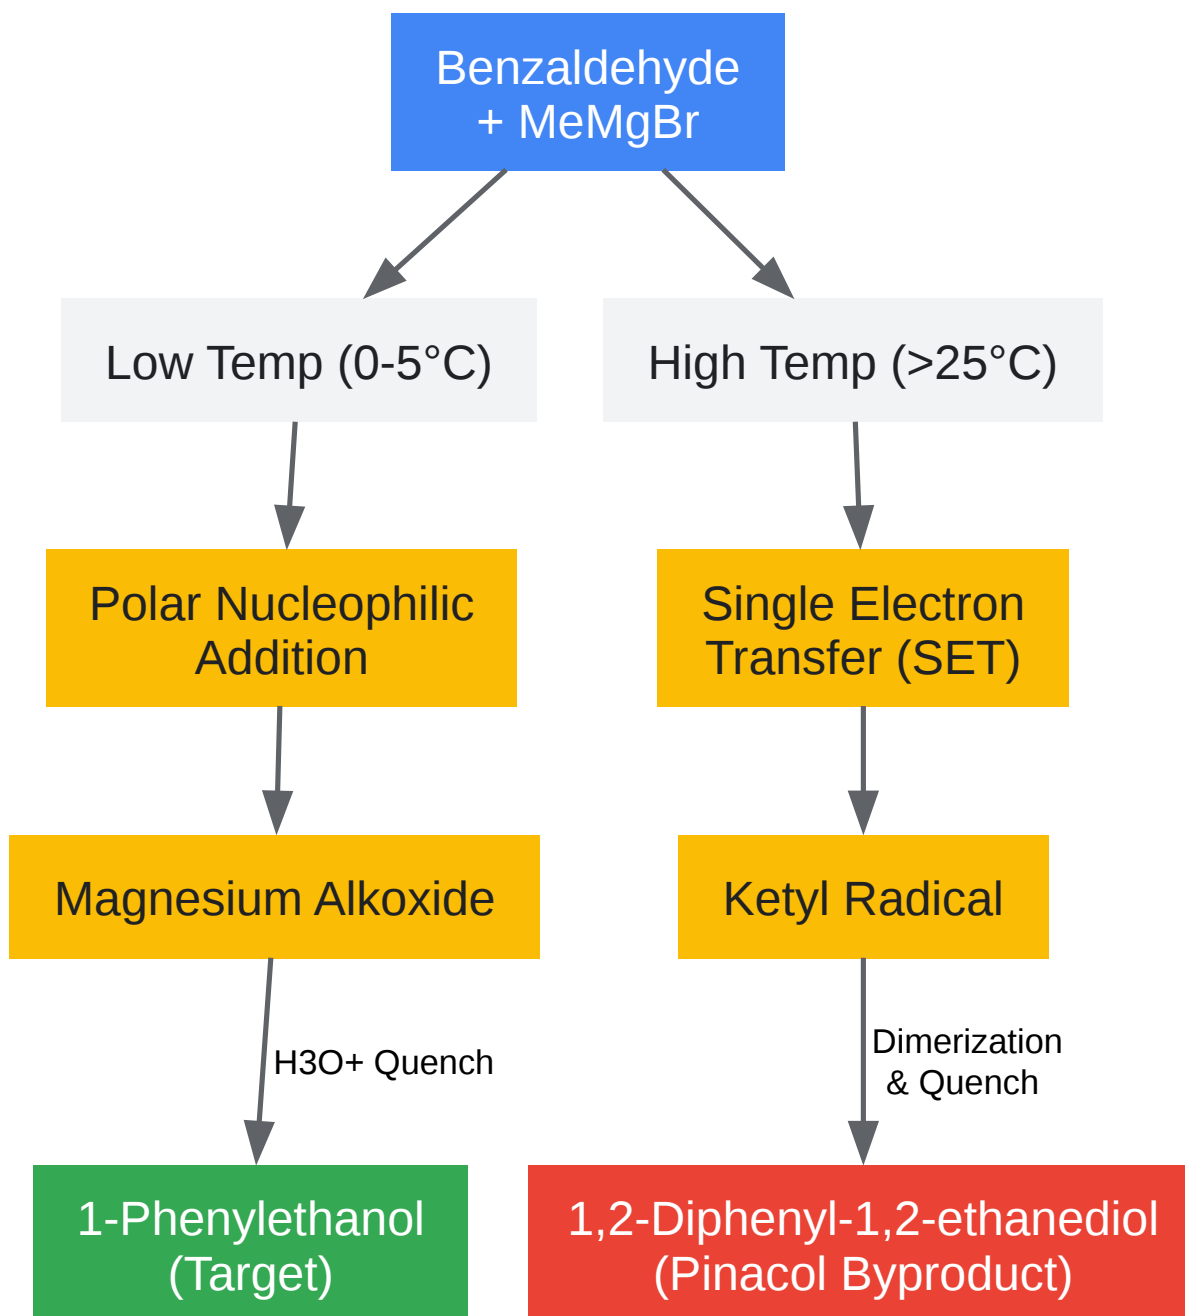 Benzaldehyde
+ MeMgBr
Low Temp (0-5°C)
High Temp (>25°C)
Polar Nucleophilic
Addition
Single Electron
Transfer (SET)
Magnesium Alkoxide
Ketyl Radical
H3O+ Quench
Dimerization
& Quench
1-Phenylethanol
(Target)
1,2-Diphenyl-1,2-ethanediol
(Pinacol Byproduct)